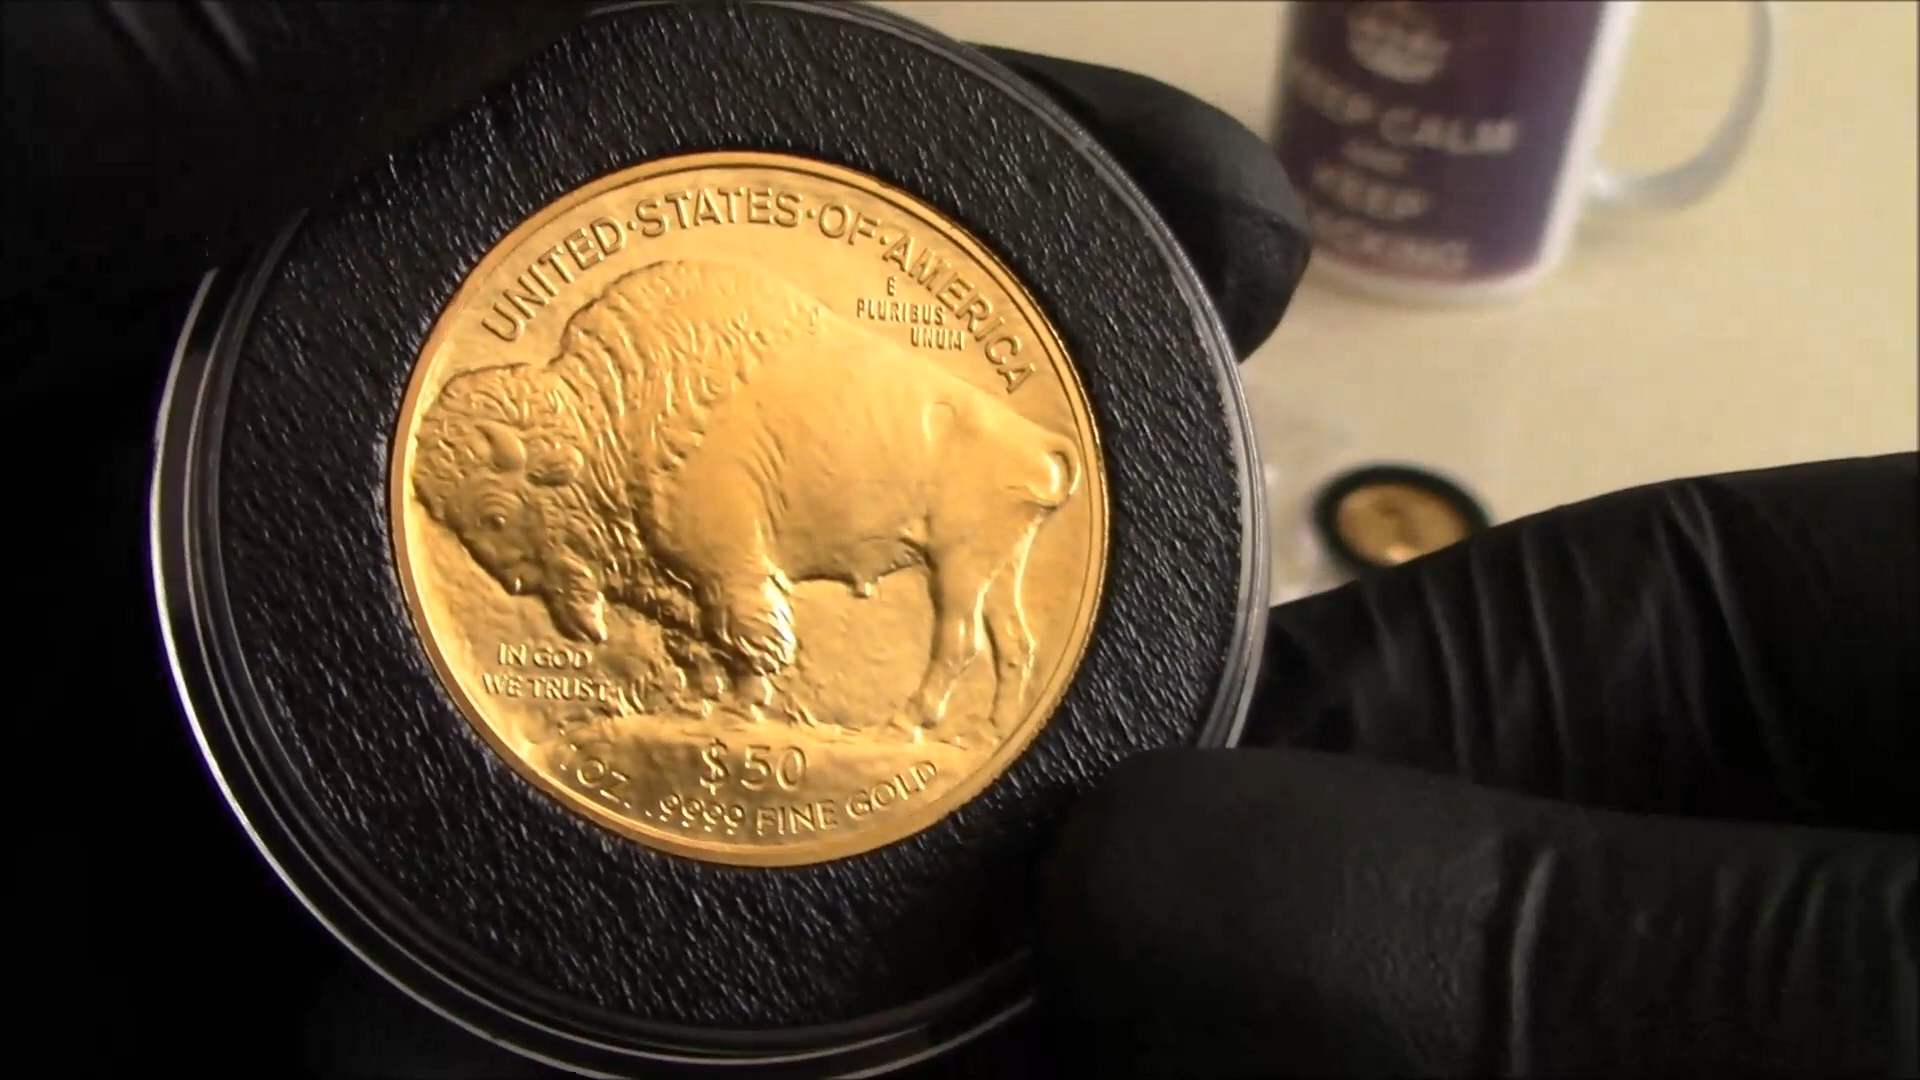 UNITED·STATES·OF·AMERICA
E
PLURIBUS
UNUM
IN GOD
WE TRUST
$50
1 OZ. .9999 FINE GOLD
KEEP CALM
AND
KEEP